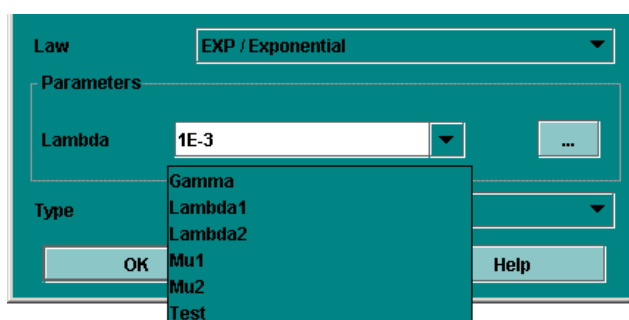 Law EXP / Exponential
Parameters
Lambda 1E-3 ...
Gamma
Type Lambda1
Lambda2
OK Mu1 Help
Mu2
Test